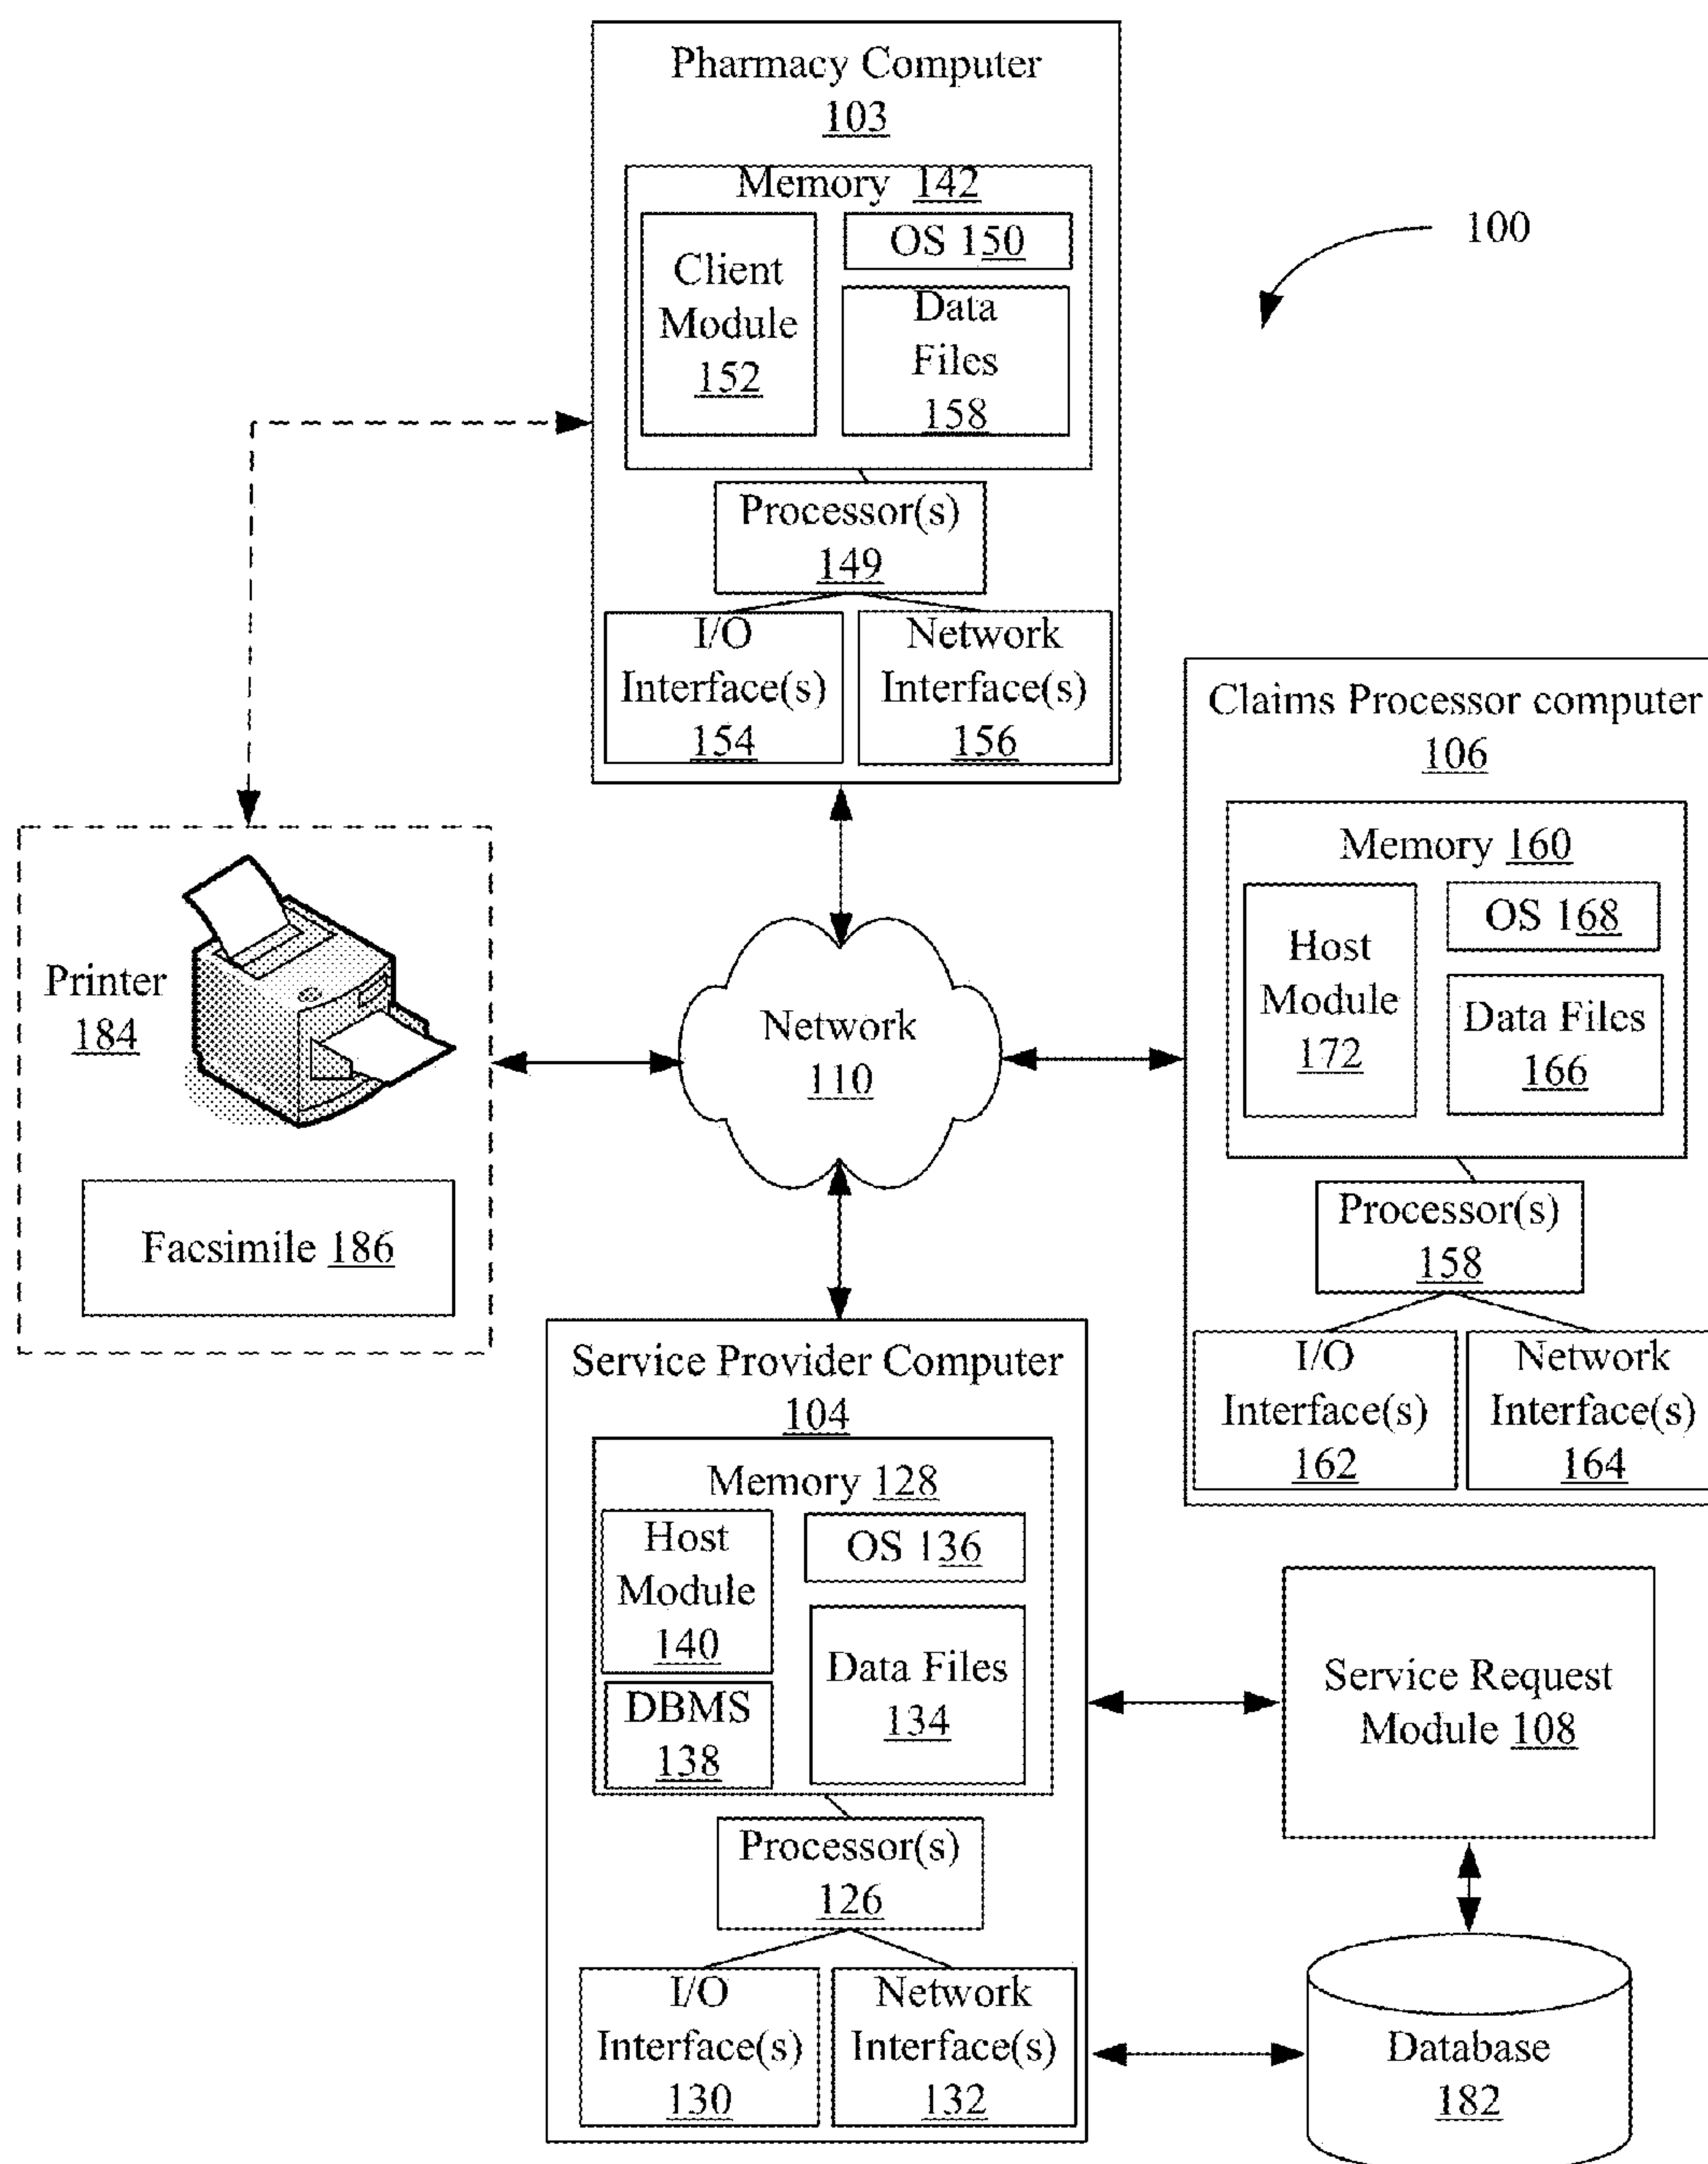 Pharmacy Computer
103
Memory 142
Client
Module
152
OS 150
Data
Files
158
Processor(s)
149
I/O
Interface(s)
154
Network
Interface(s)
156
100
Claims Processor computer
106
Memory 160
Host
Module
172
OS 168
Data Files
166
Processor(s)
158
I/O
Interface(s)
162
Network
Interface(s)
164
Printer
184
Facsimile 186
Network
110
Service Provider Computer
104
Memory 128
Host
Module
140
DBMS
138
OS 136
Data Files
134
Processor(s)
126
I/O
Interface(s)
130
Network
Interface(s)
132
Service Request
Module 108
Database
182